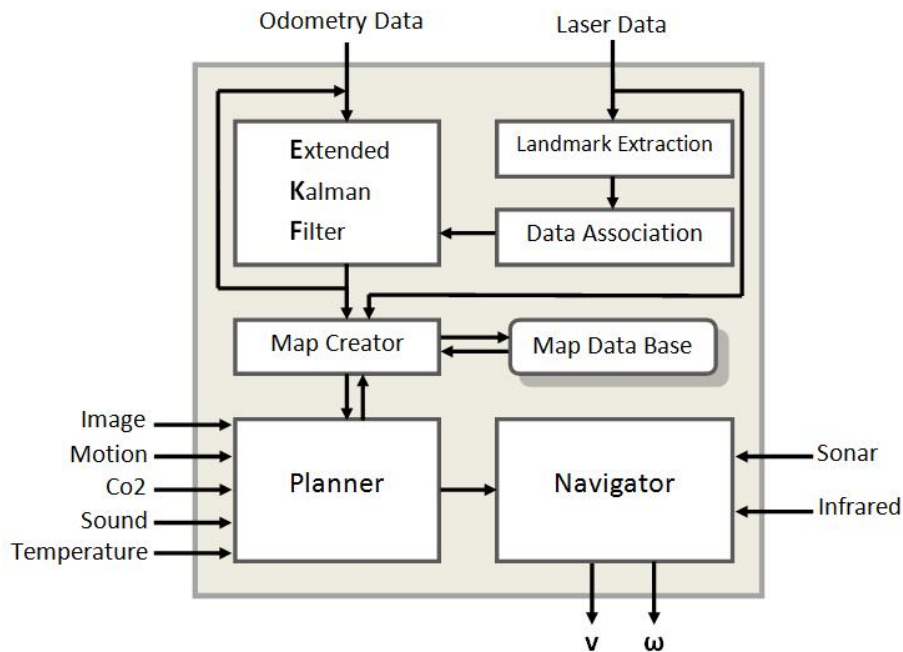 Odometry Data
Laser Data
Extended
Kalman
Filter
Landmark Extraction
Data Association
Map Creator
Map Data Base
Image
Motion
Co2
Sound
Temperature
Planner
Navigator
Sonar
Infrared
v
ω